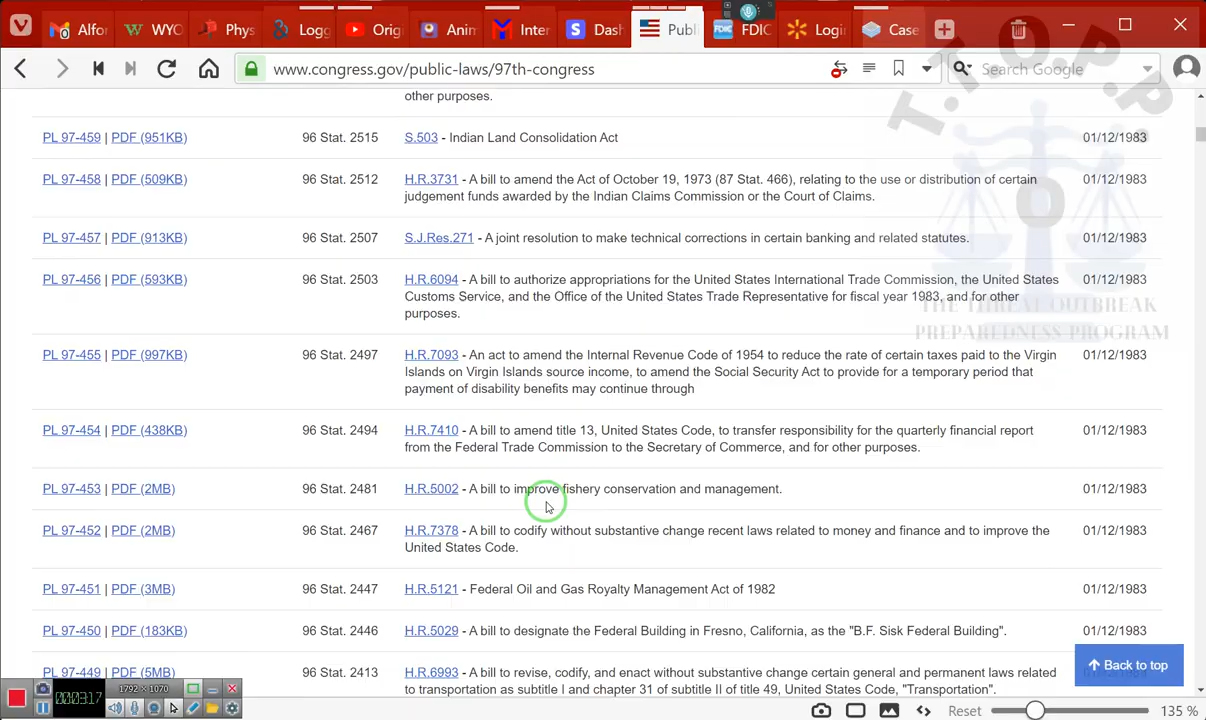 Alfor
WYO
Phys
Logg
Orig
Anin
Inter
Dash
Publ
FDIC
Login
Case
www.congress.gov/public-laws/97th-congress
Search Google
T.T.O.P.P
other purposes.
PL 97-459 | PDF (951KB) 96 Stat. 2515 S.503 - Indian Land Consolidation Act 01/12/1983
PL 97-458 | PDF (509KB) 96 Stat. 2512 H.R.3731 - A bill to amend the Act of October 19, 1973 (87 Stat. 466), relating to the use or distribution of certain 01/12/1983
judgement funds awarded by the Indian Claims Commission or the Court of Claims.
PL 97-457 | PDF (913KB) 96 Stat. 2507 S.J.Res.271 - A joint resolution to make technical corrections in certain banking and related statutes. 01/12/1983
PL 97-456 | PDF (593KB) 96 Stat. 2503 H.R.6094 - A bill to authorize appropriations for the United States International Trade Commission, the United States 01/12/1983
Customs Service, and the Office of the United States Trade Representative for fiscal year 1983, and for other
purposes.
THE THREAT OUTBREAK
PREPAREDNESS PROGRAM
PL 97-455 | PDF (997KB) 96 Stat. 2497 H.R.7093 - An act to amend the Internal Revenue Code of 1954 to reduce the rate of certain taxes paid to the Virgin 01/12/1983
Islands on Virgin Islands source income, to amend the Social Security Act to provide for a temporary period that
payment of disability benefits may continue through
PL 97-454 | PDF (438KB) 96 Stat. 2494 H.R.7410 - A bill to amend title 13, United States Code, to transfer responsibility for the quarterly financial report 01/12/1983
from the Federal Trade Commission to the Secretary of Commerce, and for other purposes.
PL 97-453 | PDF (2MB) 96 Stat. 2481 H.R.5002 - A bill to improve fishery conservation and management. 01/12/1983
PL 97-452 | PDF (2MB) 96 Stat. 2467 H.R.7378 - A bill to codify without substantive change recent laws related to money and finance and to improve the 01/12/1983
United States Code.
PL 97-451 | PDF (3MB) 96 Stat. 2447 H.R.5121 - Federal Oil and Gas Royalty Management Act of 1982 01/12/1983
PL 97-450 | PDF (183KB) 96 Stat. 2446 H.R.5029 - A bill to designate the Federal Building in Fresno, California, as the "B.F. Sisk Federal Building". 01/12/1983
Back to top
PL 97-449 | PDF (5MB) 96 Stat. 2413 H.R.6993 - A bill to revise, codify, and enact without substantive change certain general and permanent laws related
to transportation as subtitle I and chapter 31 of subtitle II of title 49, United States Code, "Transportation".
1792 x 1070
Reset 135 %